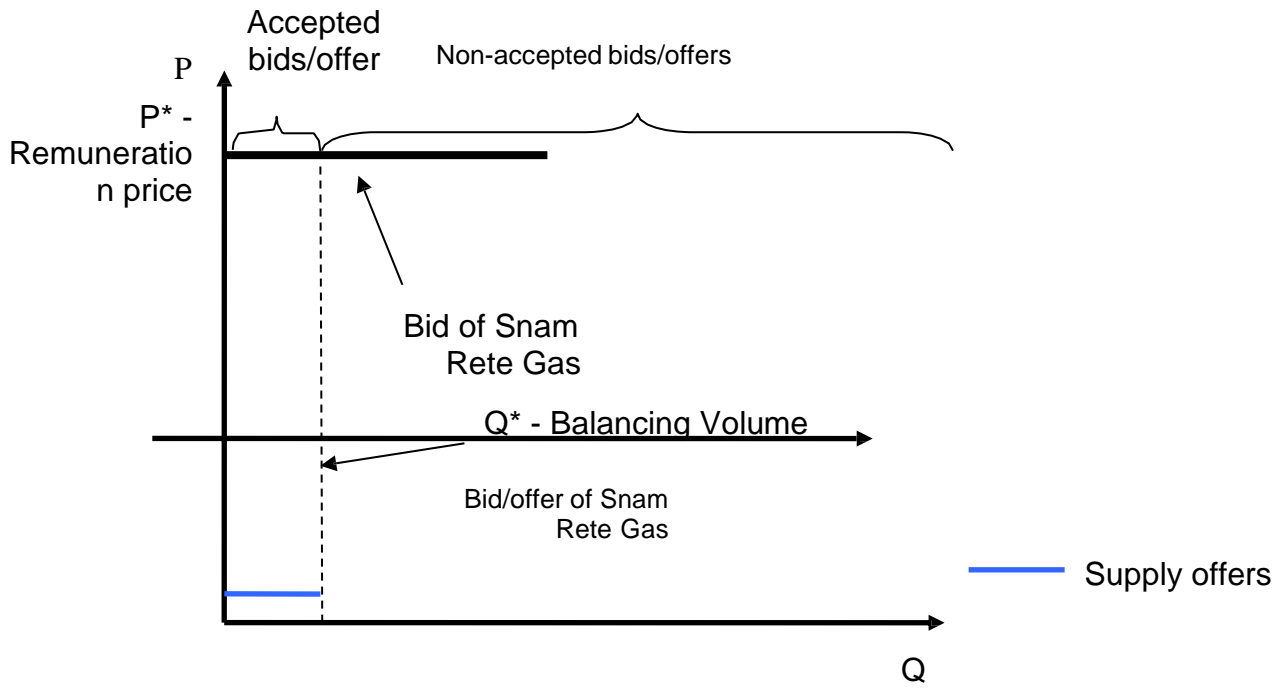 Accepted
bids/offer
Non-accepted bids/offers
P
P* -
Remuneratio
n price
Bid of Snam
Rete Gas
Q* - Balancing Volume
Bid/offer of Snam
Rete Gas
Supply offers
Q